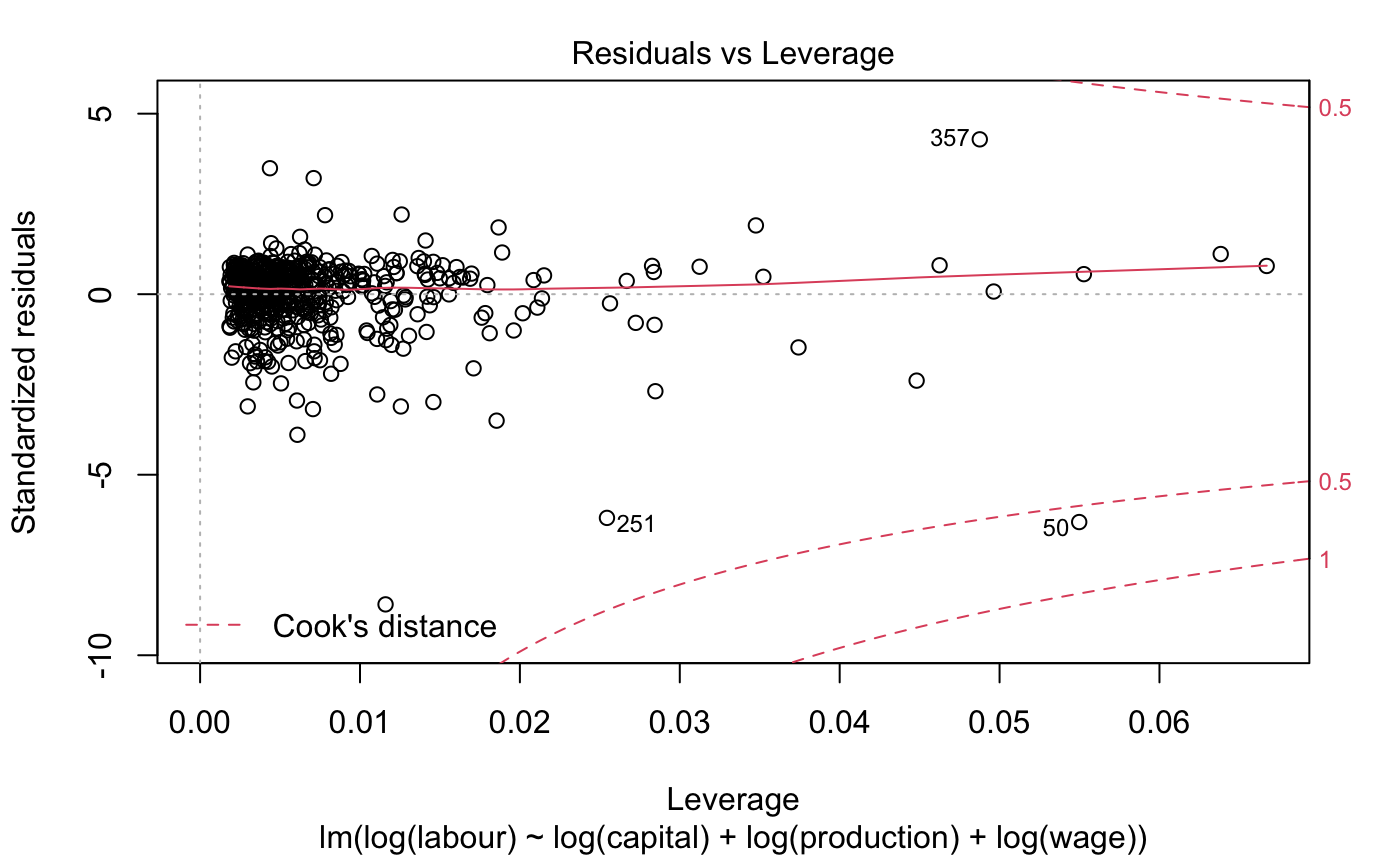 Residuals vs Leverage
5
0
-5
-10
Standardized residuals
0.5
0.5
1
357
251
50
Cook's distance
0.00 0.01 0.02 0.03 0.04 0.05 0.06
Leverage
lm(log(labour) ~ log(capital) + log(production) + log(wage))